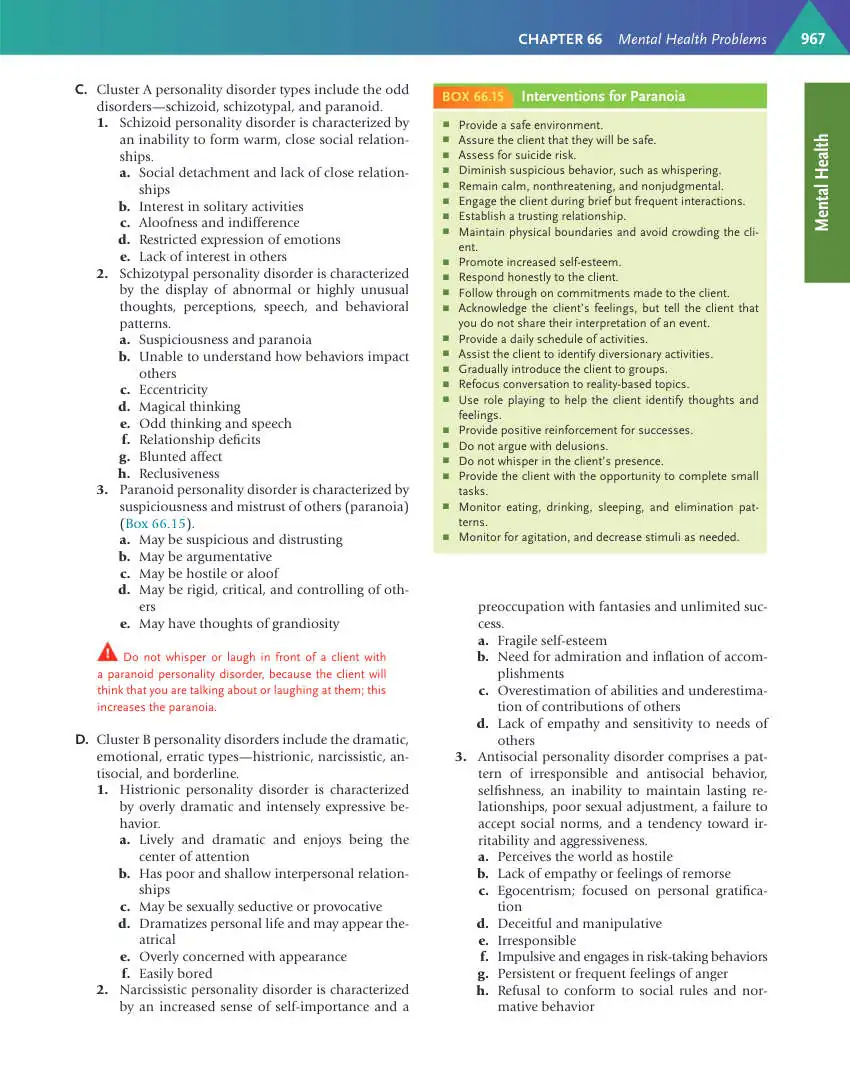 CHAPTER 66 Mental Health Problems 967
C. Cluster A personality disorder types include the odd
disorders—schizoid, schizotypal, and paranoid.
1. Schizoid personality disorder is characterized by
an inability to form warm, close social relation-
ships.
a. Social detachment and lack of close relation-
ships
b. Interest in solitary activities
c. Aloofness and indifference
d. Restricted expression of emotions
e. Lack of interest in others
2. Schizotypal personality disorder is characterized
by the display of abnormal or highly unusual
thoughts, perceptions, speech, and behavioral
patterns.
a. Suspiciousness and paranoia
b. Unable to understand how behaviors impact
others
c. Eccentricity
d. Magical thinking
e. Odd thinking and speech
f. Relationship deficits
g. Blunted affect
h. Reclusiveness
3. Paranoid personality disorder is characterized by
suspiciousness and mistrust of others (paranoia)
(Box 66.15).
a. May be suspicious and distrusting
b. May be argumentative
c. May be hostile or aloof
d. May be rigid, critical, and controlling of oth-
ers
e. May have thoughts of grandiosity
Do not whisper or laugh in front of a client with
a paranoid personality disorder, because the client will
think that you are talking about or laughing at them; this
increases the paranoia.
D. Cluster B personality disorders include the dramatic,
emotional, erratic types—histrionic, narcissistic, an-
tisocial, and borderline.
1. Histrionic personality disorder is characterized
by overly dramatic and intensely expressive be-
havior.
a. Lively and dramatic and enjoys being the
center of attention
b. Has poor and shallow interpersonal relation-
ships
c. May be sexually seductive or provocative
d. Dramatizes personal life and may appear the-
atrical
e. Overly concerned with appearance
f. Easily bored
2. Narcissistic personality disorder is characterized
by an increased sense of self-importance and a
BOX 66.15 Interventions for Paranoia
■ Provide a safe environment.
■ Assure the client that they will be safe.
■ Assess for suicide risk.
■ Diminish suspicious behavior, such as whispering.
■ Remain calm, nonthreatening, and nonjudgmental.
■ Engage the client during brief but frequent interactions.
■ Establish a trusting relationship.
■ Maintain physical boundaries and avoid crowding the cli-
ent.
■ Promote increased self-esteem.
■ Respond honestly to the client.
■ Follow through on commitments made to the client.
■ Acknowledge the client's feelings, but tell the client that
you do not share their interpretation of an event.
■ Provide a daily schedule of activities.
■ Assist the client to identify diversionary activities.
■ Gradually introduce the client to groups.
■ Refocus conversation to reality-based topics.
■ Use role playing to help the client identify thoughts and
feelings.
■ Provide positive reinforcement for successes.
■ Do not argue with delusions.
■ Do not whisper in the client's presence.
■ Provide the client with the opportunity to complete small
tasks.
■ Monitor eating, drinking, sleeping, and elimination pat-
terns.
■ Monitor for agitation, and decrease stimuli as needed.
preoccupation with fantasies and unlimited suc-
cess.
a. Fragile self-esteem
b. Need for admiration and inflation of accom-
plishments
c. Overestimation of abilities and underestima-
tion of contributions of others
d. Lack of empathy and sensitivity to needs of
others
3. Antisocial personality disorder comprises a pat-
tern of irresponsible and antisocial behavior,
selfishness, an inability to maintain lasting re-
lationships, poor sexual adjustment, a failure to
accept social norms, and a tendency toward ir-
ritability and aggressiveness.
a. Perceives the world as hostile
b. Lack of empathy or feelings of remorse
c. Egocentrism; focused on personal gratifica-
tion
d. Deceitful and manipulative
e. Irresponsible
f. Impulsive and engages in risk-taking behaviors
g. Persistent or frequent feelings of anger
h. Refusal to conform to social rules and nor-
mative behavior
Mental Health